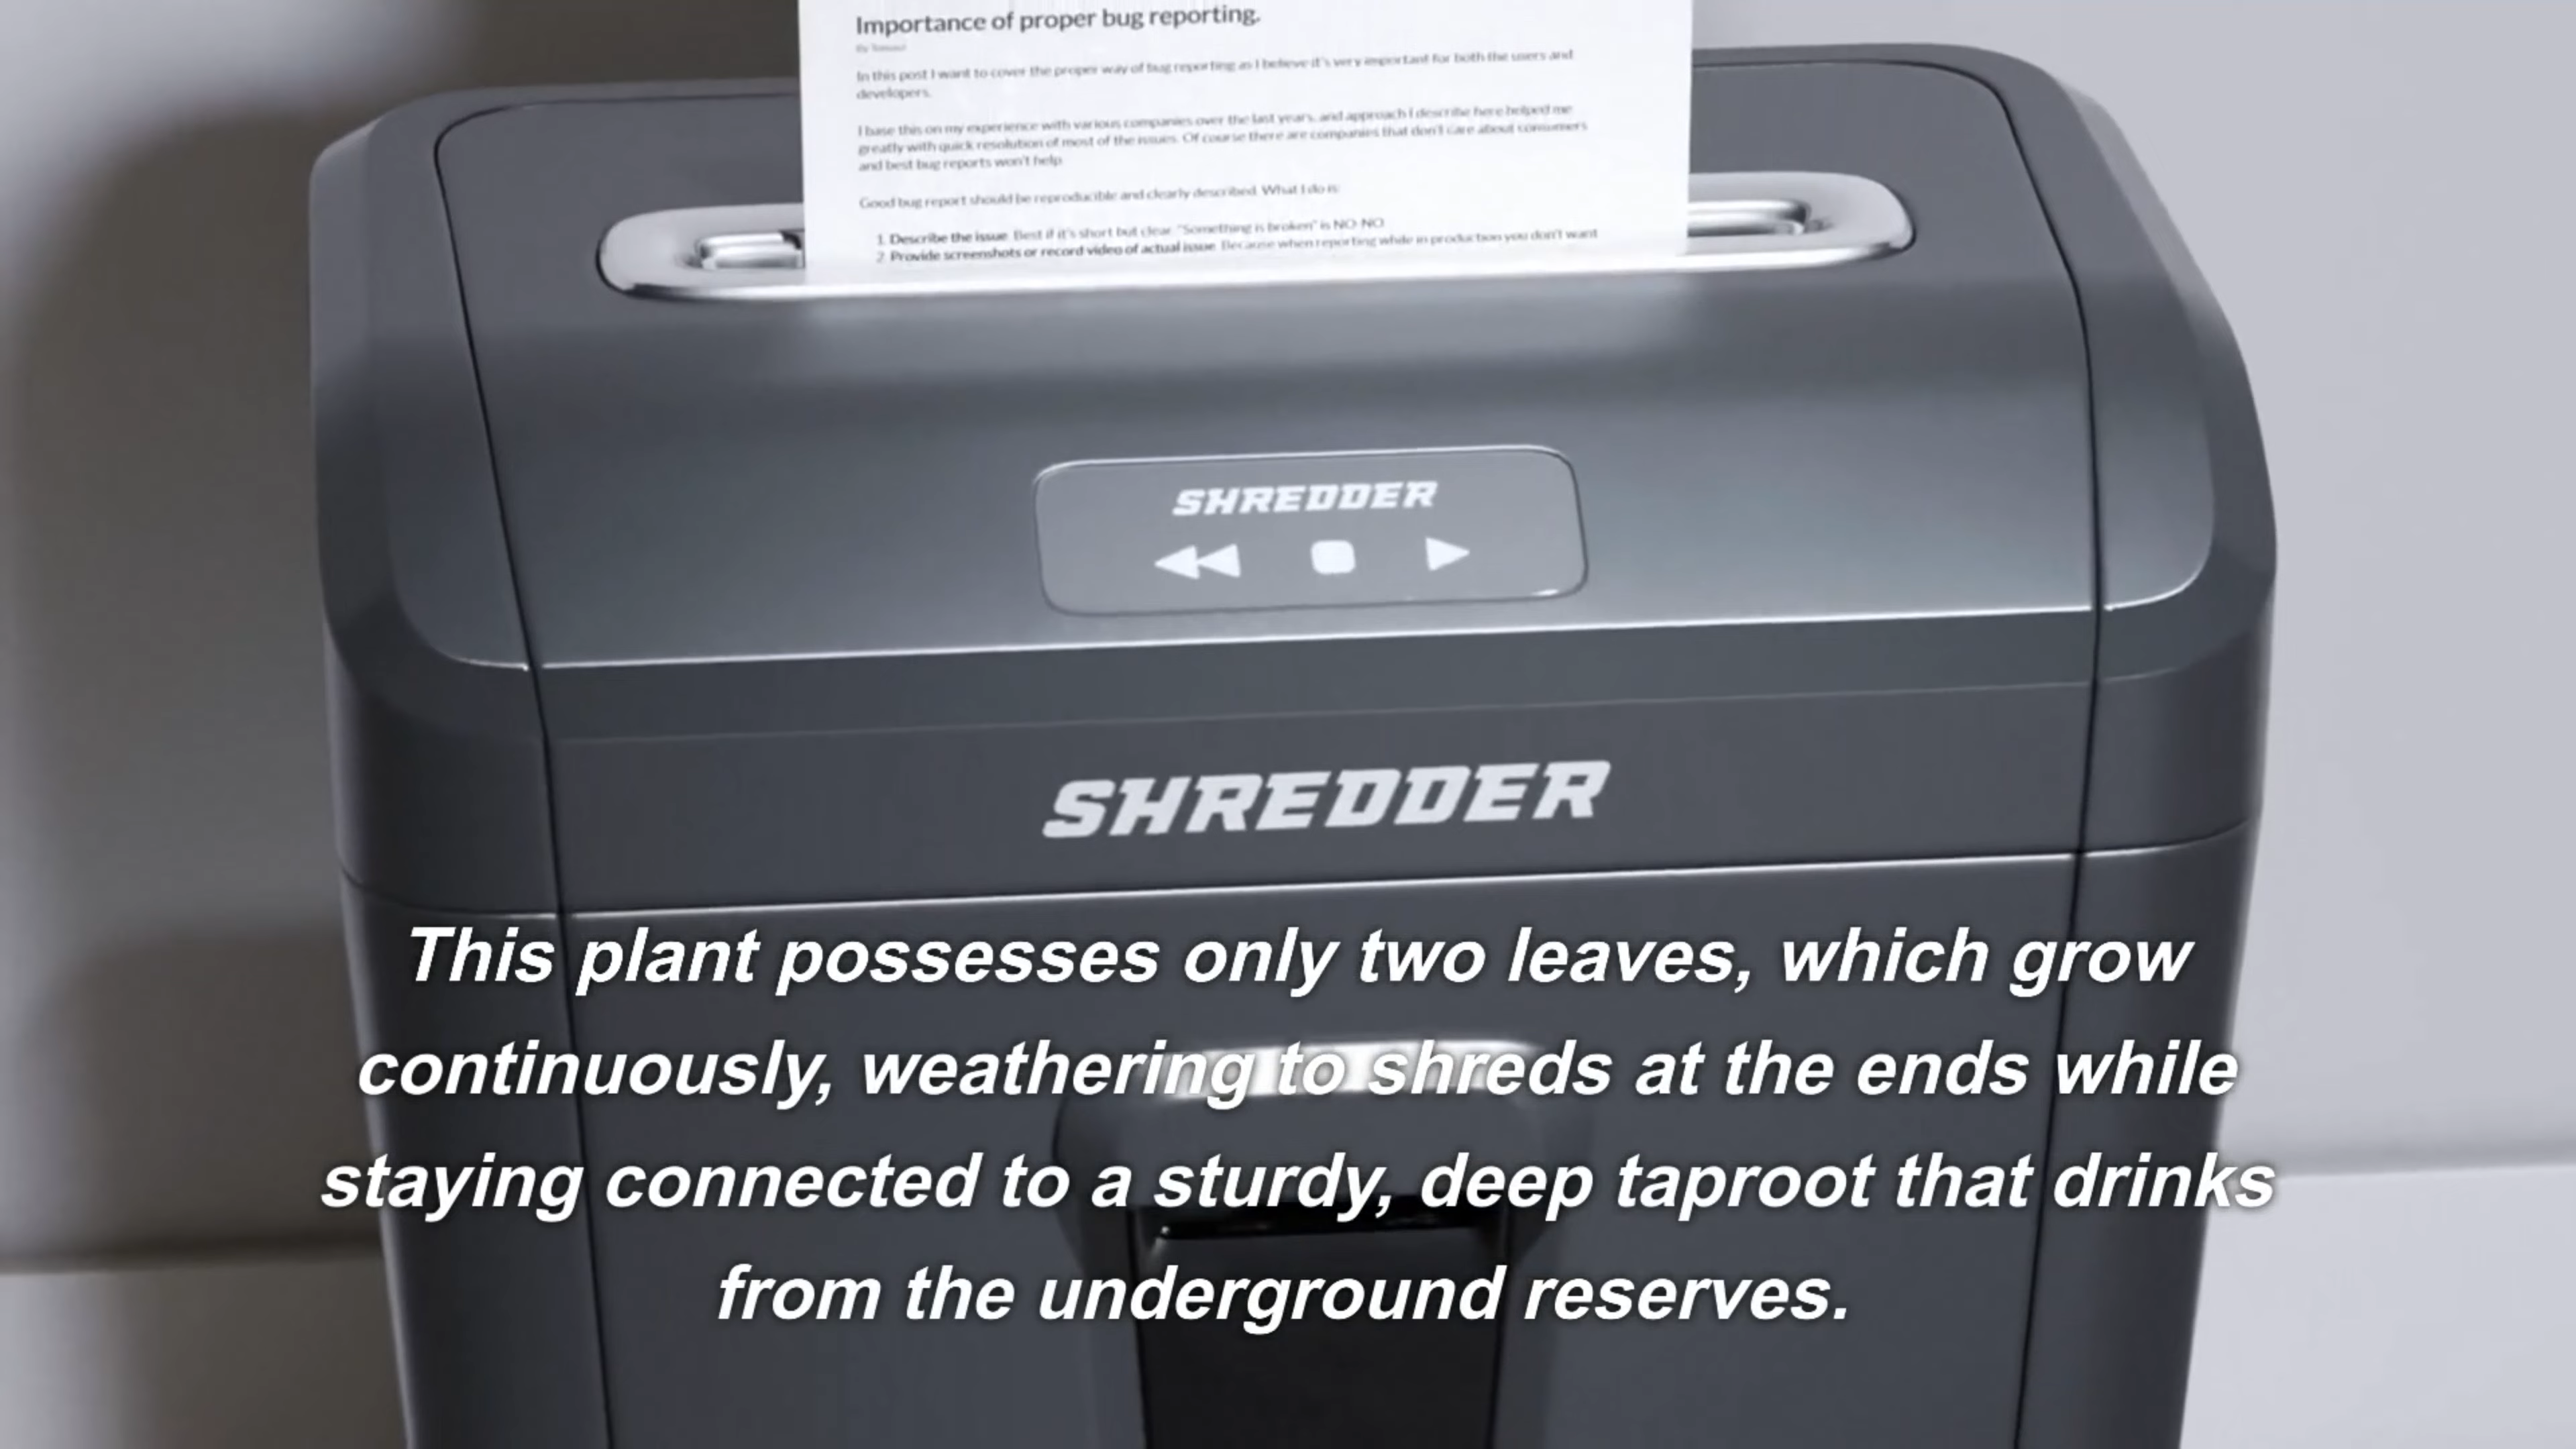 Importance of proper bug reporting.
In this post I want to cover the proper way of bug reporting as I believe it's very important for both the users and
developers.
I base this on my experience with various companies over the last years, and approach I describe here helped me
greatly with quick resolution of most of the issues. Of course there are companies that don't care about consumers
and best bug reports won't help.
Good bug report should be reproducible and clearly described. What I do is:
1. Describe the issue. Best if it's short but clear. "Something is broken" is NO-NO
2. Provide screenshots or record video of actual issue. Because when reporting while in production you don't want
SHREDDER
SHREDDER
This plant possesses only two leaves, which grow
continuously, weathering to shreds at the ends while
staying connected to a sturdy, deep taproot that drinks
from the underground reserves.